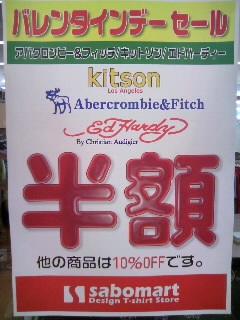 バレンタインデー セール
アバクロンビー&フィッチ/キットソン/エドハーディー
kitson
Los Angeles
Abercrombie&Fitch
Ed Hardy
By Christian Audigier
半額
他の商品は10%OFFです。
sabomart
Design T-shirt Store